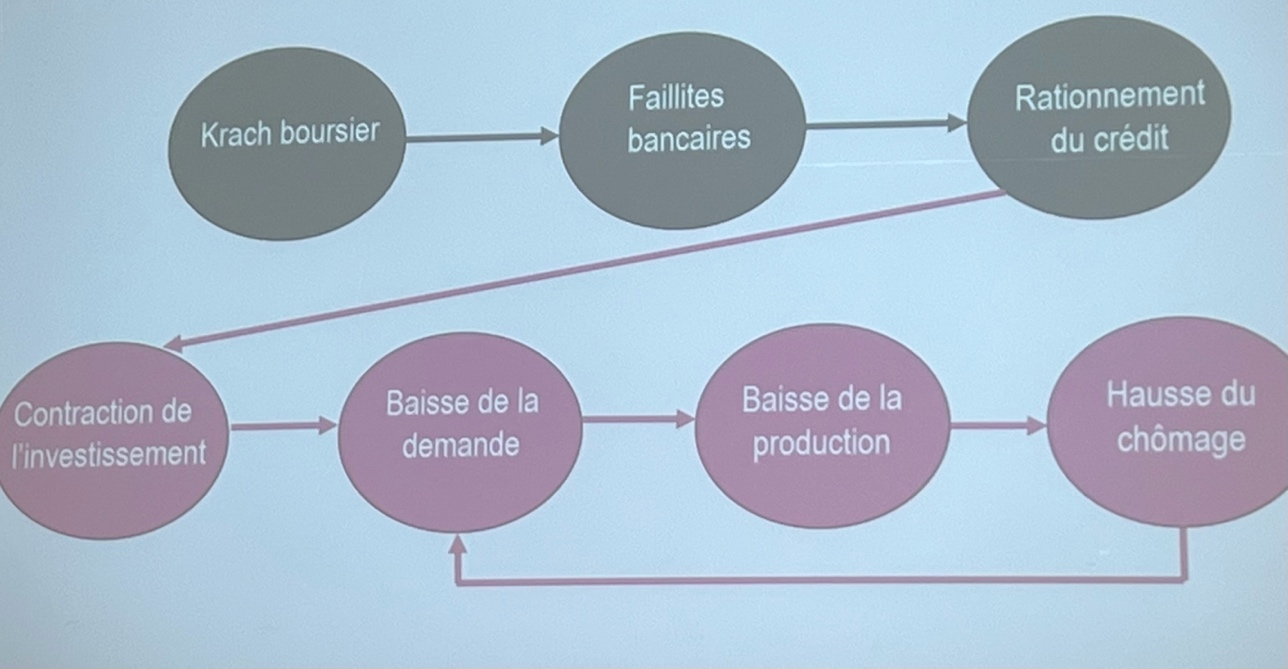 Krach boursier
Faillites
bancaires
Rationnement
du crédit
Contraction de
l'investissement
Baisse de la
demande
Baisse de la
production
Hausse du
chômage